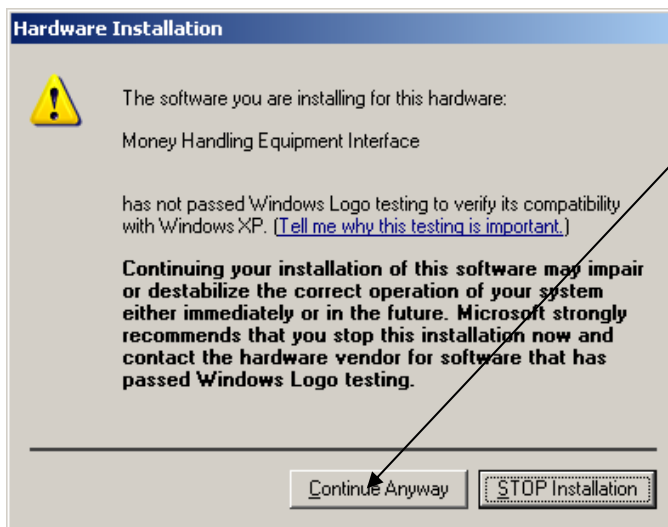 Hardware Installation
The software you are installing for this hardware:
Money Handling Equipment Interface
has not passed Windows Logo testing to verify its compatibility
with Windows XP. (Tell me why this testing is important.)
Continuing your installation of this software may impair
or destabilize the correct operation of your system
either immediately or in the future. Microsoft strongly
recommends that you stop this installation now and
contact the hardware vendor for software that has
passed Windows Logo testing.
Continue Anyway
STOP Installation